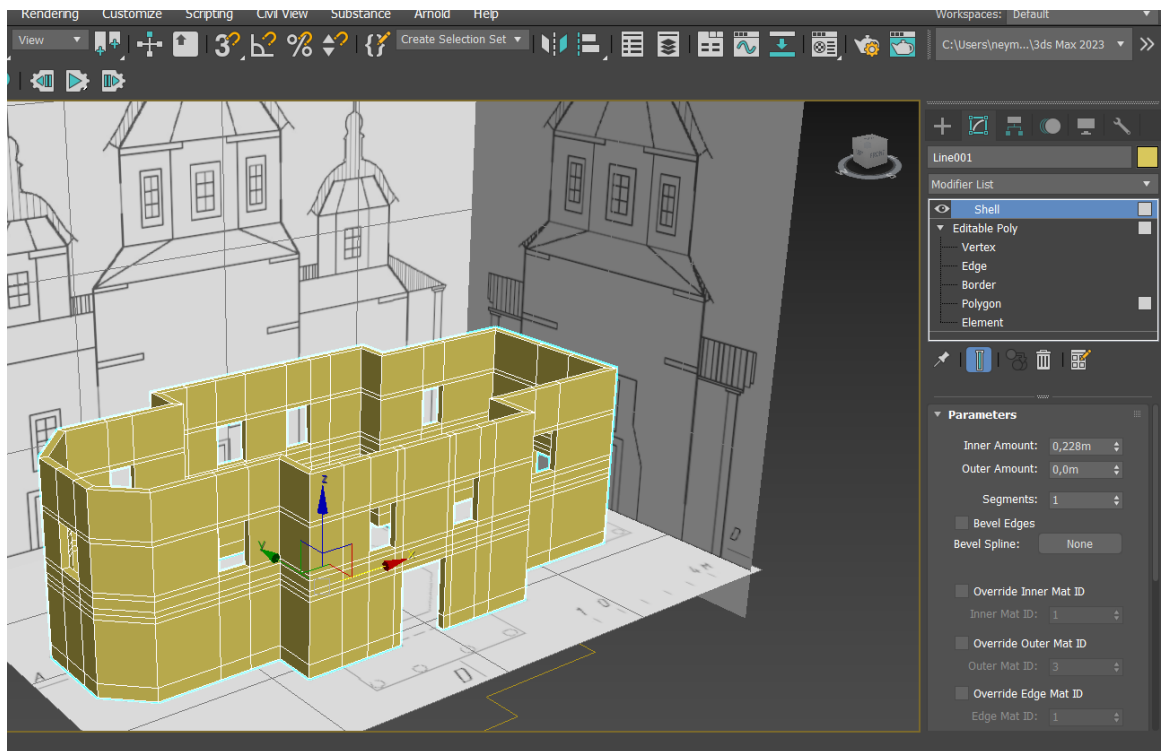 Rendering Customize Scripting Civil View Substance Arnold Help
Workspaces: Default
View
Create Selection Set
C:\Users\neym...\3ds Max 2023
Line001
Modifier List
Shell
Editable Poly
Vertex
Edge
Border
Polygon
Element
Parameters
Inner Amount: 0,228m
Outer Amount: 0,0m
Segments: 1
Bevel Edges
Bevel Spline: None
Override Inner Mat ID
Inner Mat ID: 1
Override Outer Mat ID
Outer Mat ID: 3
Override Edge Mat ID
Edge Mat ID: 1
z
A
D